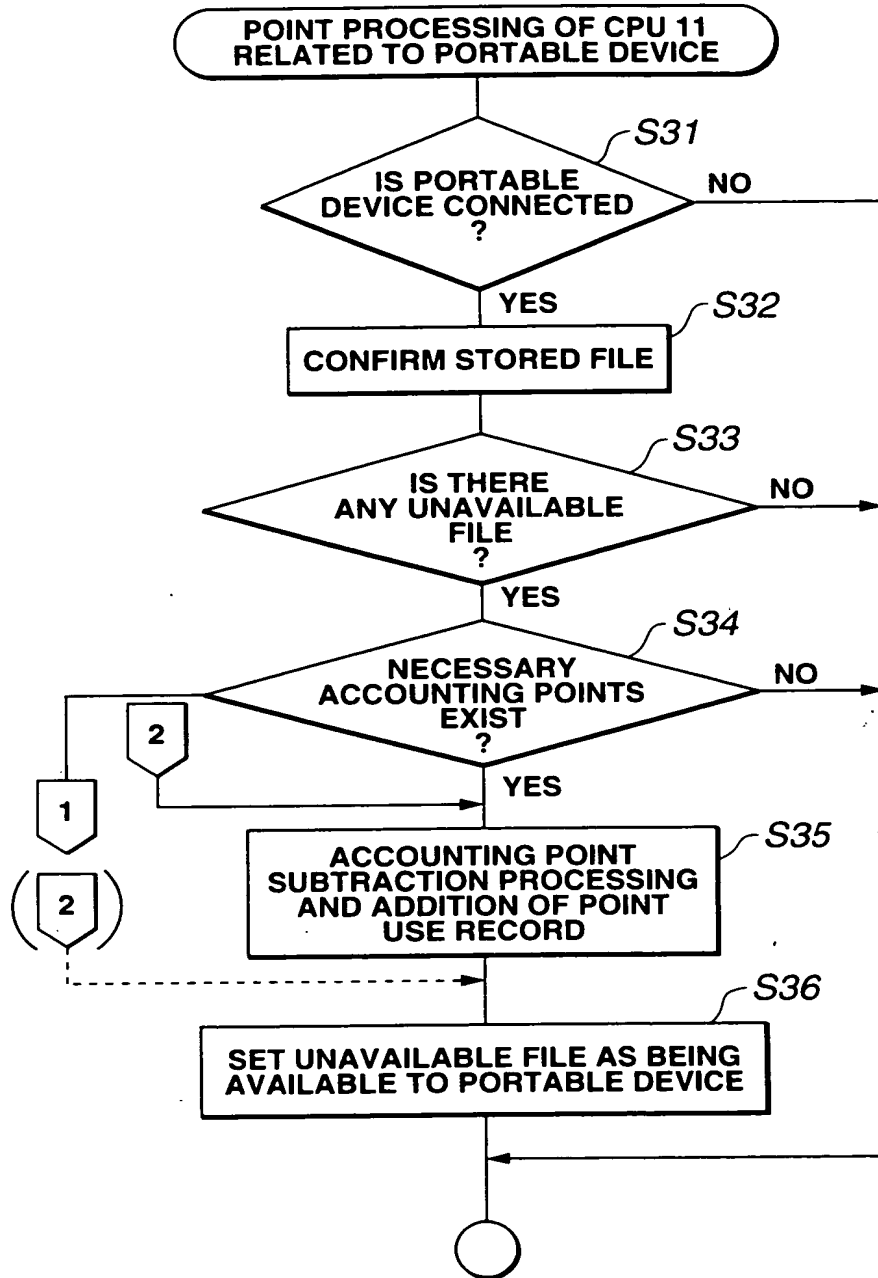 POINT PROCESSING OF CPU 11
RELATED TO PORTABLE DEVICE
S31
IS PORTABLE
DEVICE CONNECTED
?
NO
YES
S32
CONFIRM STORED FILE
S33
IS THERE
ANY UNAVAILABLE
FILE
?
NO
YES
S34
NECESSARY
ACCOUNTING POINTS
EXIST
?
NO
2
YES
1
S35
ACCOUNTING POINT
SUBTRACTION PROCESSING
AND ADDITION OF POINT
USE RECORD
(2)
S36
SET UNAVAILABLE FILE AS BEING
AVAILABLE TO PORTABLE DEVICE